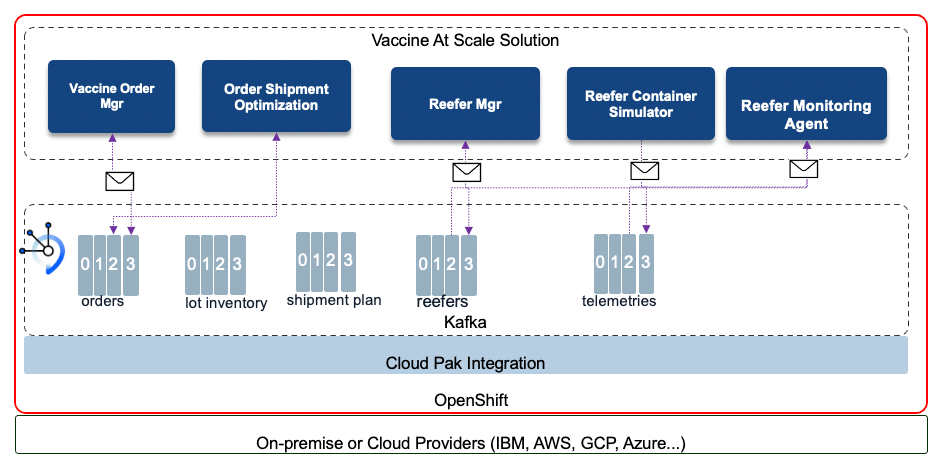 Vaccine At Scale Solution
Vaccine Order
Mgr
Order Shipment
Optimization
Reefer Mgr
Reefer Container
Simulator
Reefer Monitoring
Agent
0 1 2 3
orders
0 1 2 3
lot inventory
0 1 2 3
shipment plan
0 1 2 3
reefers
0 1 2 3
telemetries
Kafka
Cloud Pak Integration
OpenShift
On-premise or Cloud Providers (IBM, AWS, GCP, Azure...)